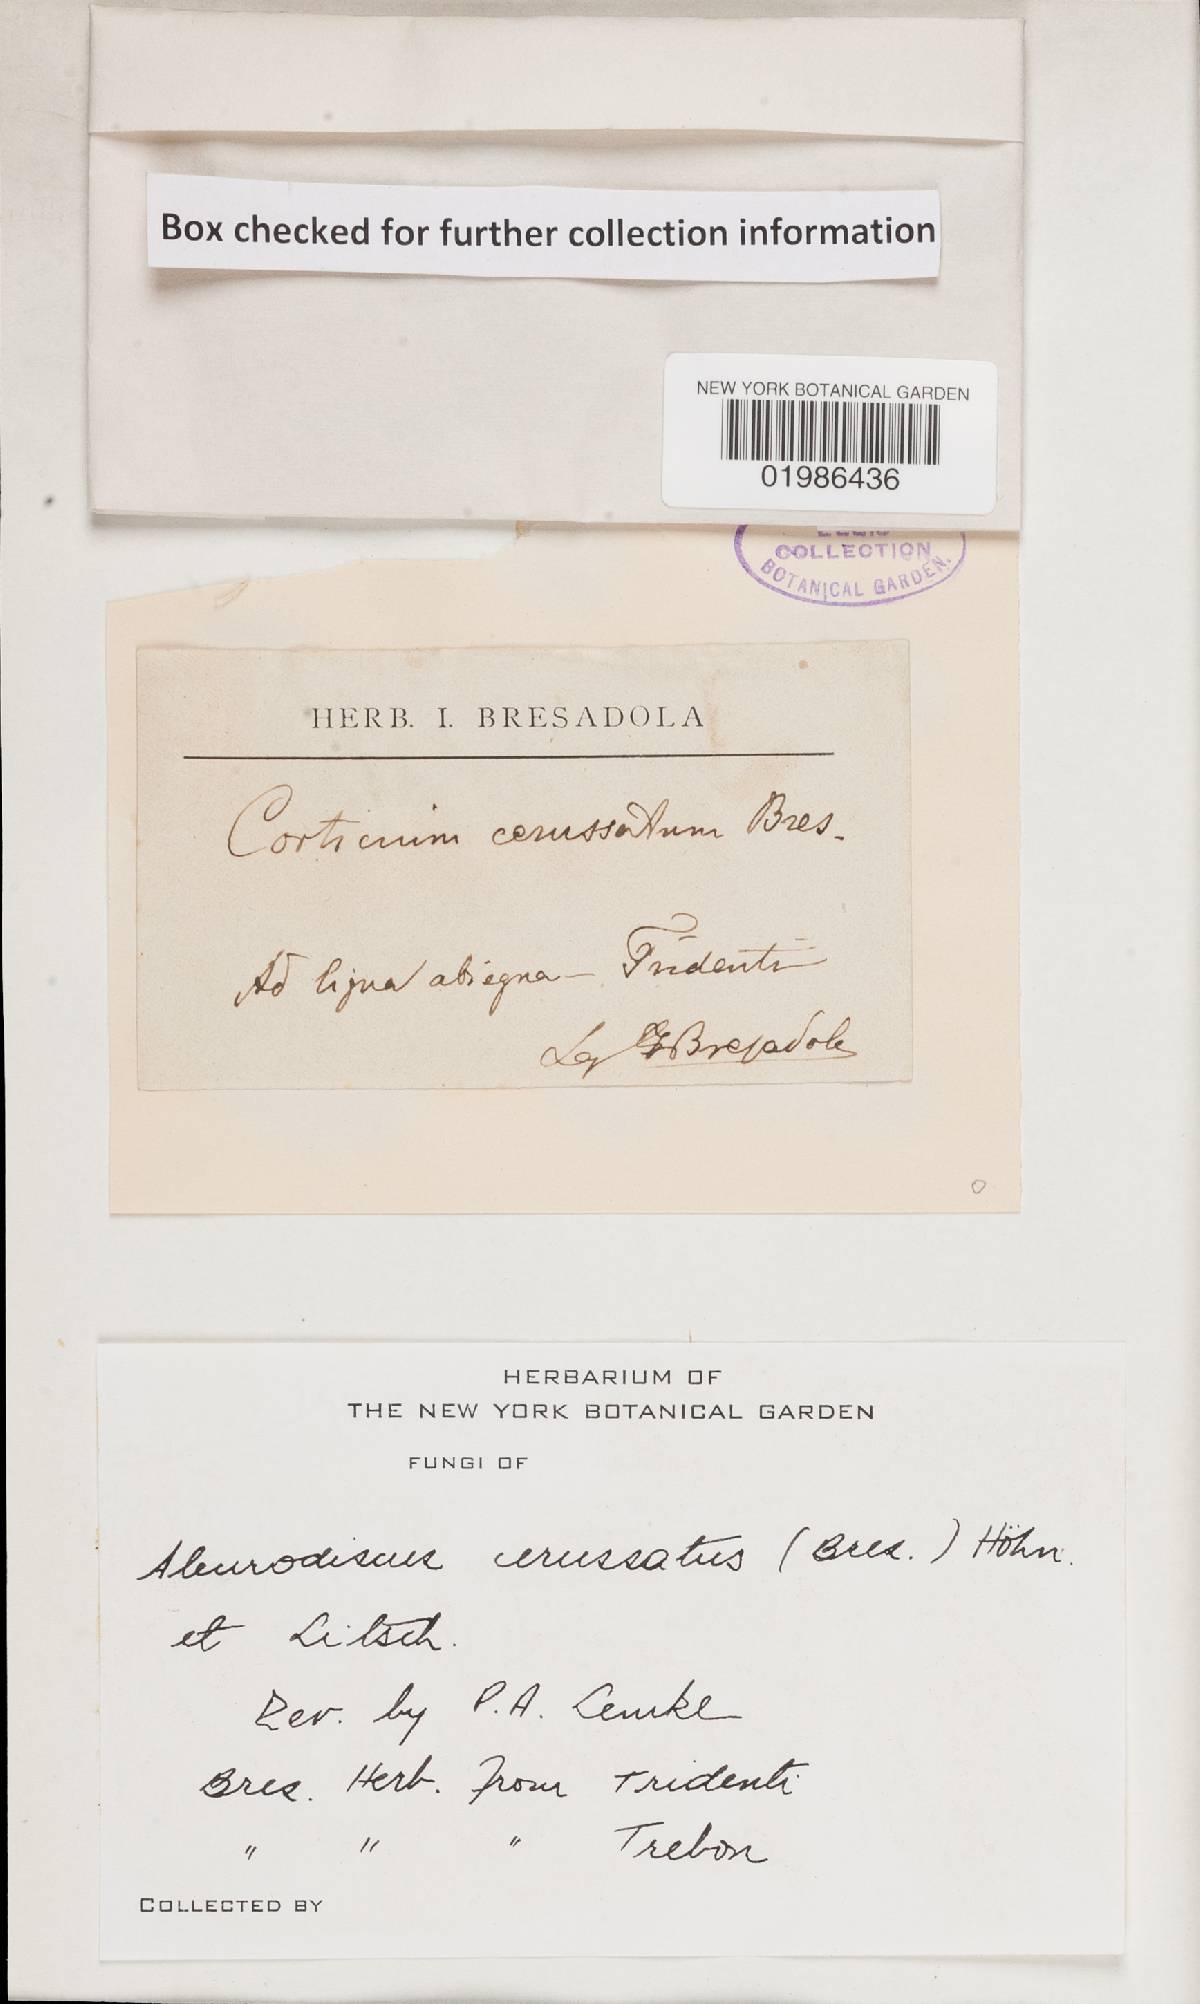 Box checked for further collection information
NEW YORK BOTANICAL GARDEN
01986436
COLLECTION
BOTANICAL GARDEN.
HERB. I. BRESADOLA
Corticium cerussatum Bres.
Ad ligna abiegna – Tridenti
Leg Bresadola
HERBARIUM OF
THE NEW YORK BOTANICAL GARDEN
FUNGI OF
Aleurodiscus cerussatus (Bres.) Höhn.
et Litsch.
Rev. by P.A. Lemke
Bres. Herb. from Tridenti
" " " Trebon
COLLECTED BY